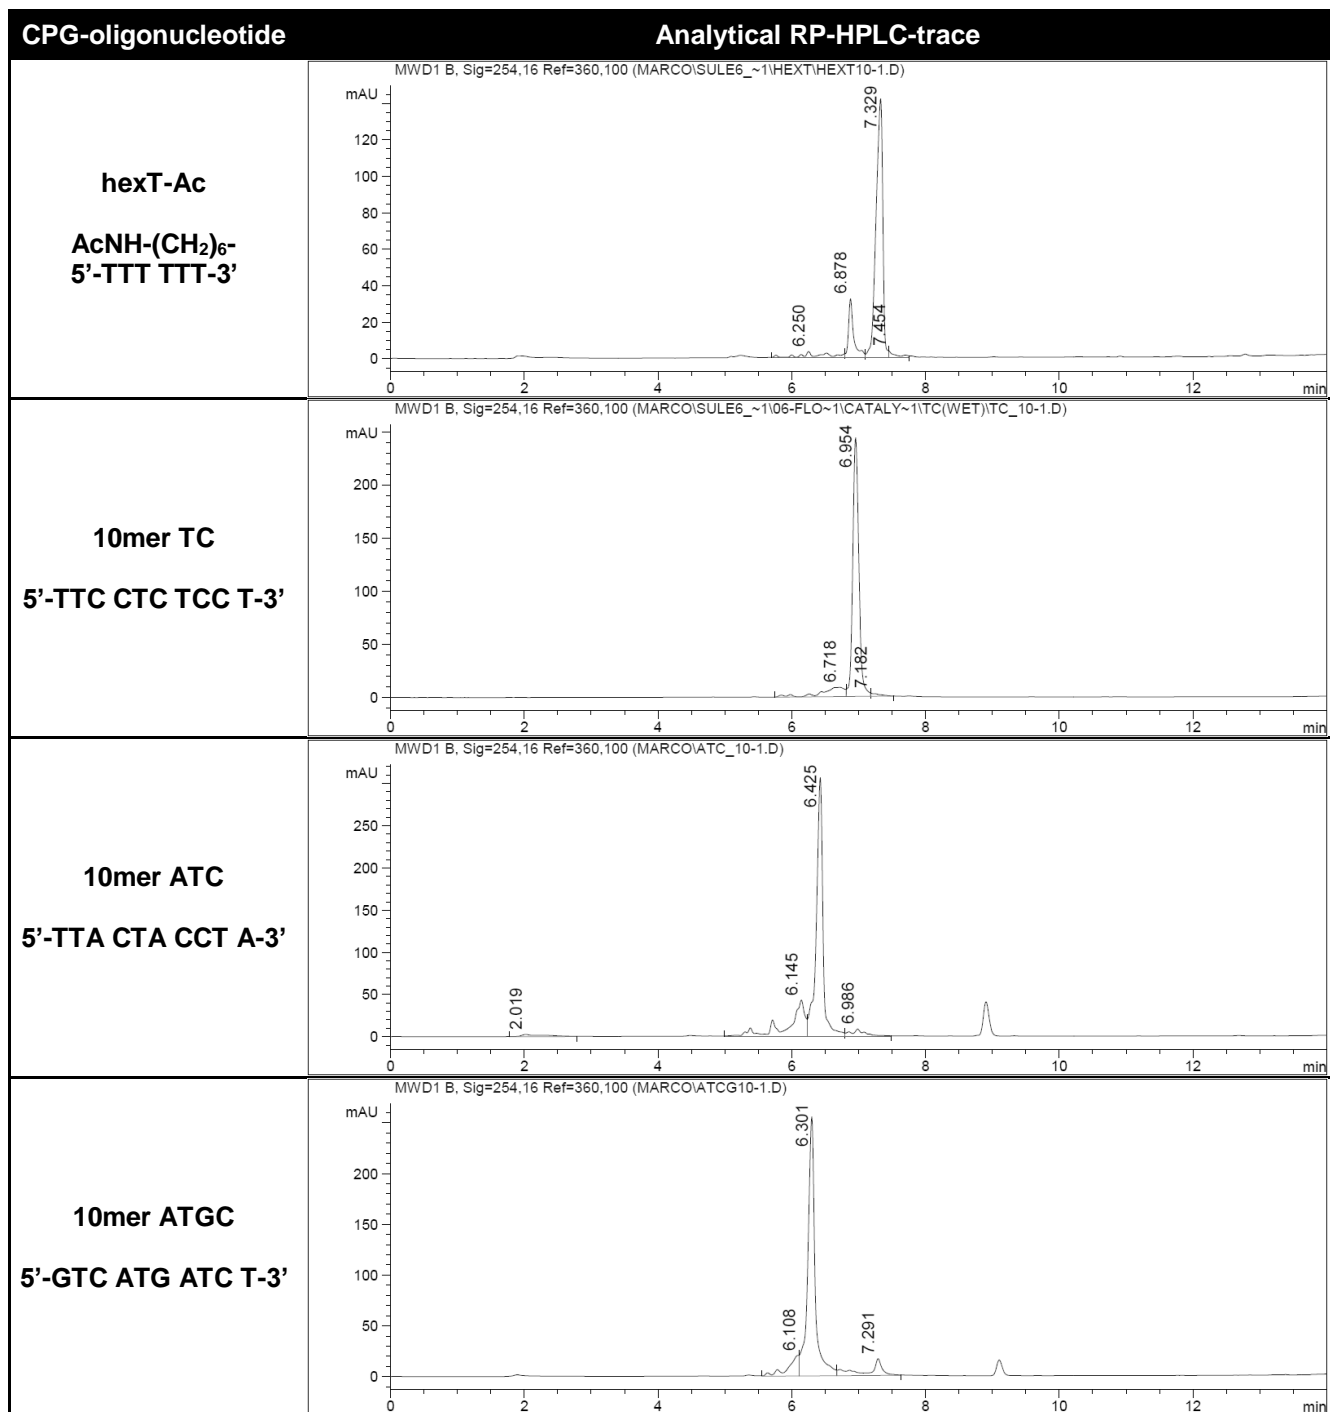 CPG-oligonucleotide Analytical RP-HPLC-trace
hexT-Ac
AcNH-(CH₂)₆-
5’-TTT TTT-3’
MWD1 B, Sig=254,16 Ref=360,100 (MARCO\SULE6_~1\HEXT\HEXT10-1.D)
mAU
120
100
80
60
40
20
0
6.250
6.878
7.329
7.454
0 2 4 6 8 10 12 min
10mer TC
5’-TTC CTC TCC T-3’
MWD1 B, Sig=254,16 Ref=360,100 (MARCO\SULE6_~1\06-FLO~1\CATALY~1\TC(WET)\TC_10-1.D)
mAU
200
150
100
50
0
6.718
6.954
7.182
0 2 4 6 8 10 12 min
10mer ATC
5’-TTA CTA CCT A-3’
MWD1 B, Sig=254,16 Ref=360,100 (MARCO\ATC_10-1.D)
mAU
250
200
150
100
50
0
2.019
6.145
6.425
6.986
0 2 4 6 8 10 12 min
10mer ATGC
5’-GTC ATG ATC T-3’
MWD1 B, Sig=254,16 Ref=360,100 (MARCO\ATCG10-1.D)
mAU
200
150
100
50
0
6.108
6.301
7.291
0 2 4 6 8 10 12 min